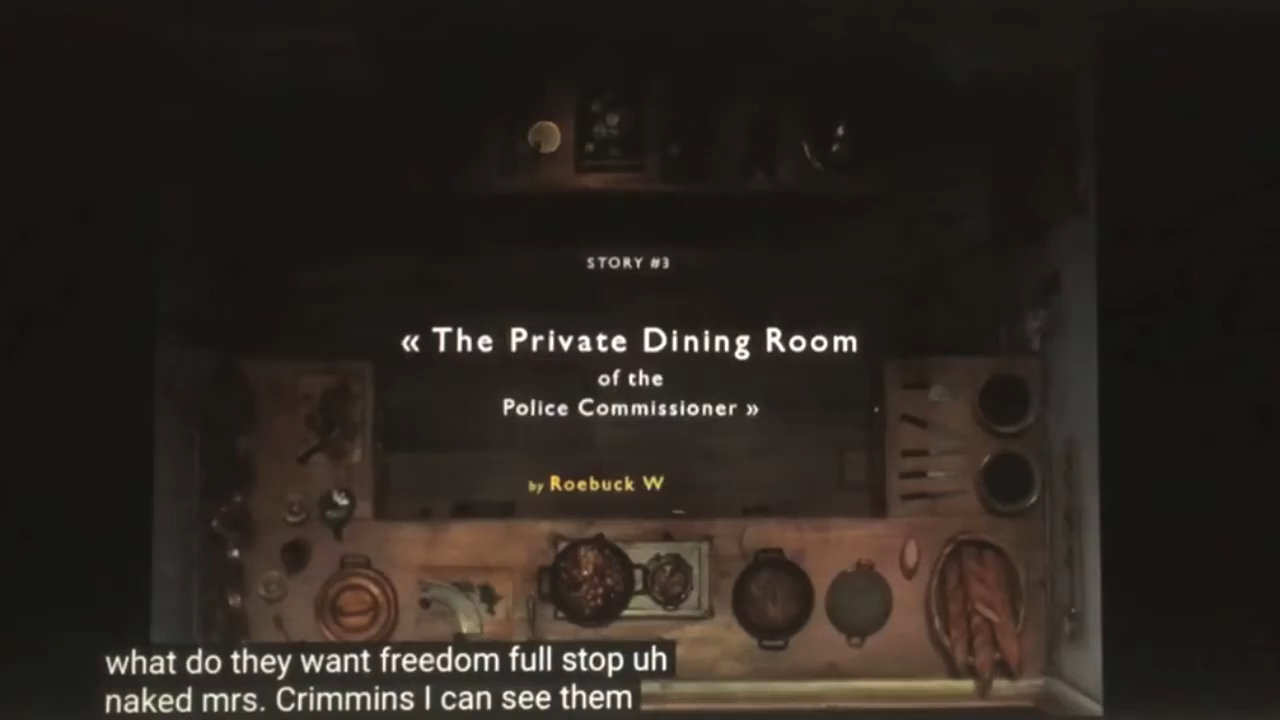 STORY #3
« The Private Dining Room
of the
Police Commissioner »
by Roebuck W
what do they want freedom full stop uh
naked mrs. Crimmins I can see them